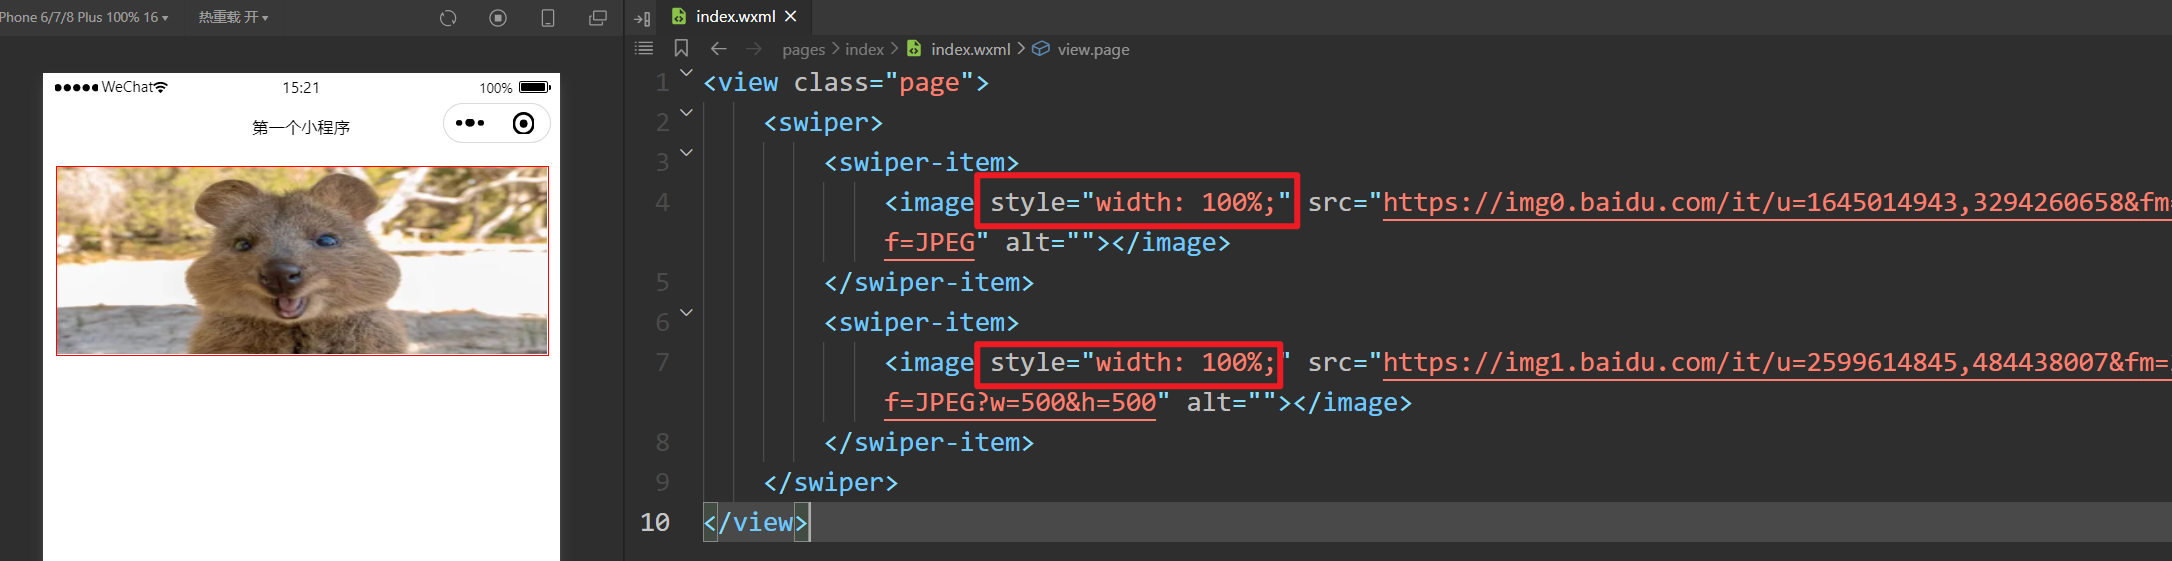 Phone 6/7/8 Plus 100% 16
热重载 开
index.wxml
pages
index
index.wxml
view.page
WeChat
15:21
100%
第一个小程序
1 <view class="page">
2 <swiper>
3 <swiper-item>
4 <image style="width: 100%;" src="https://img0.baidu.com/it/u=1645014943,3294260658&fm=
f=JPEG" alt=""></image>
5 </swiper-item>
6 <swiper-item>
7 <image style="width: 100%;" src="https://img1.baidu.com/it/u=2599614845,484438007&fm=
f=JPEG?w=500&h=500" alt=""></image>
8 </swiper-item>
9 </swiper>
10 </view>